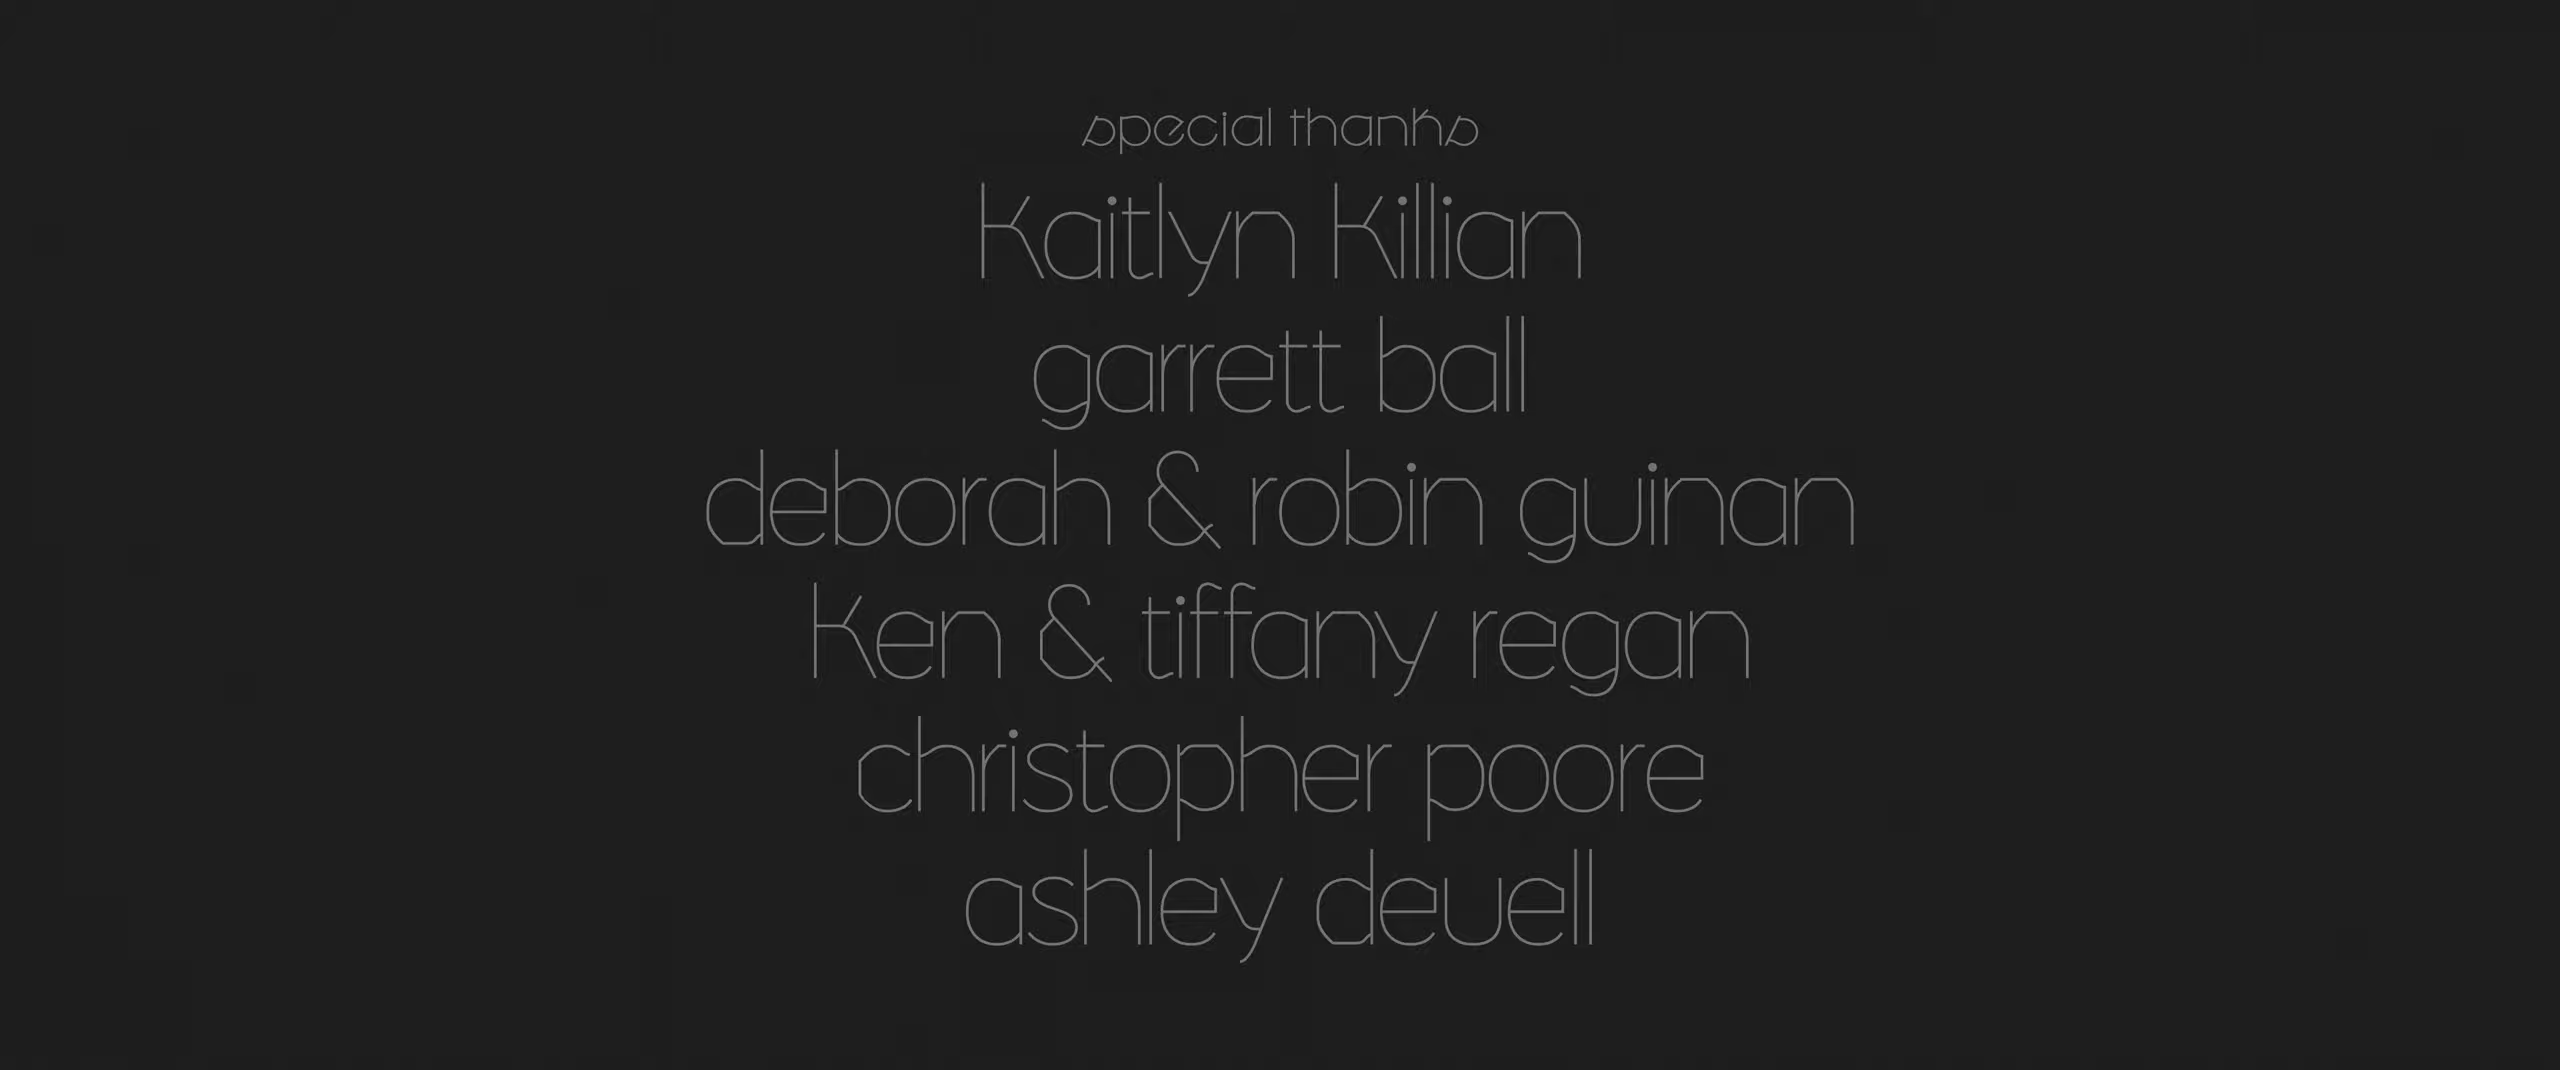 special thanks
Kaitlyn Killian
garrett ball
deborah & robin guinan
Ken & tiffany regan
christopher poore
ashley deuell